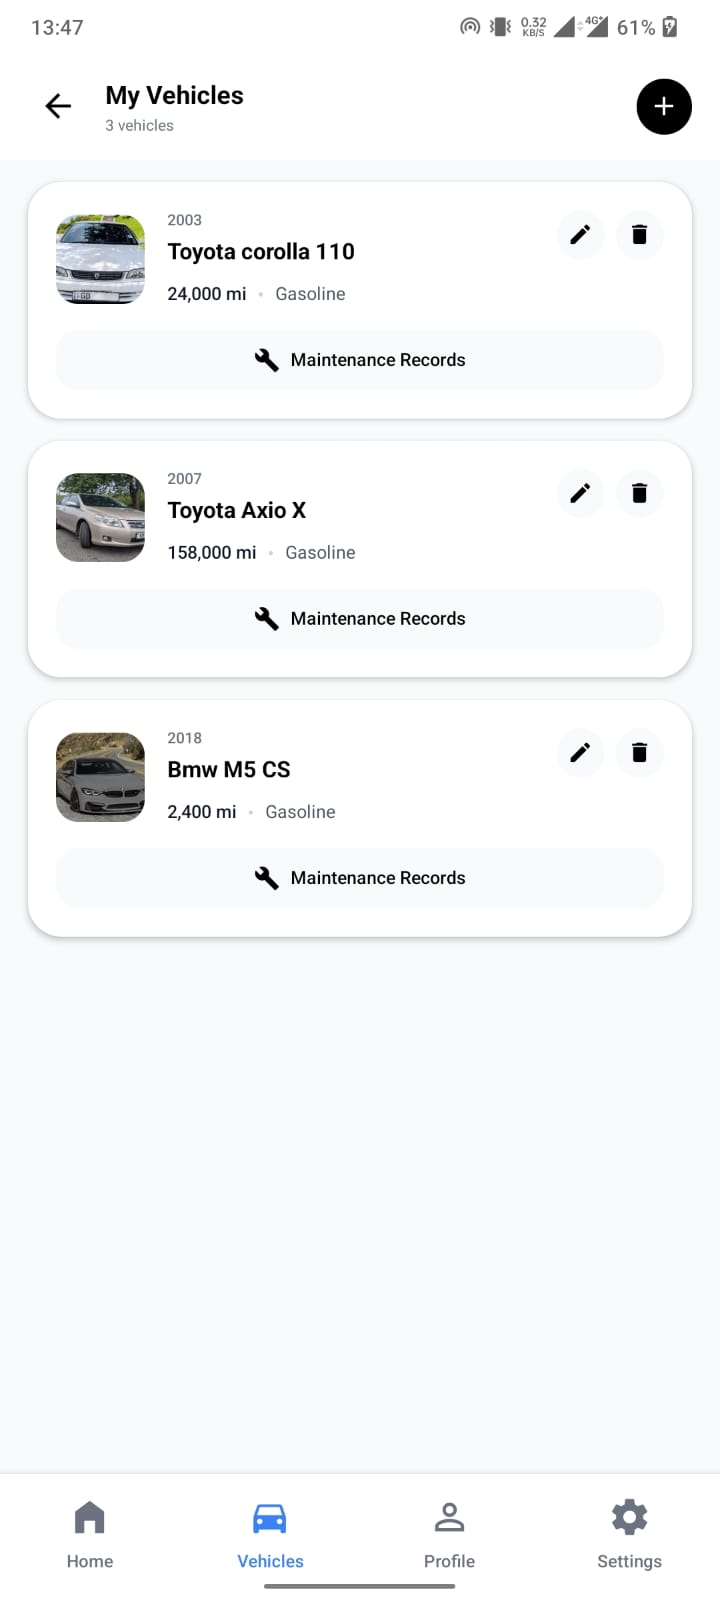 13:47
0.32 KB/S 4G+ 61%
My Vehicles
3 vehicles
2003
Toyota corolla 110
24,000 mi • Gasoline
Maintenance Records
2007
Toyota Axio X
158,000 mi • Gasoline
Maintenance Records
2018
Bmw M5 CS
2,400 mi • Gasoline
Maintenance Records
Home Vehicles Profile Settings